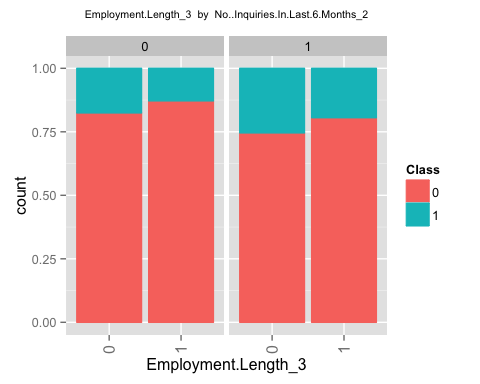 Employment.Length_3 by No..Inquiries.In.Last.6.Months_2
0 1
1.00
0.75
0.50
0.25
0.00
count
0 1 0 1
Employment.Length_3
Class
0
1